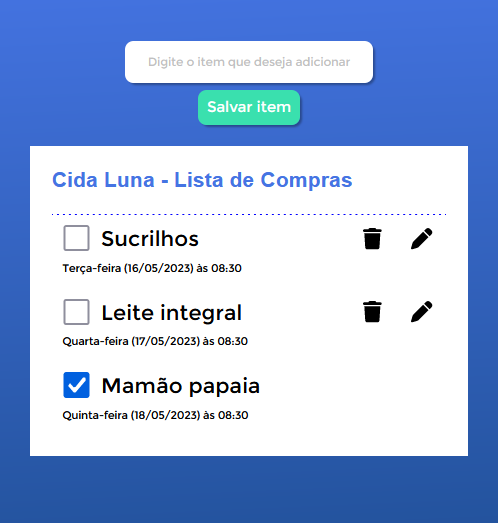 Digite o item que deseja adicionar
Salvar item
Cida Luna - Lista de Compras
Sucrilhos
Terça-feira (16/05/2023) às 08:30
Leite integral
Quarta-feira (17/05/2023) às 08:30
Mamão papaia
Quinta-feira (18/05/2023) às 08:30